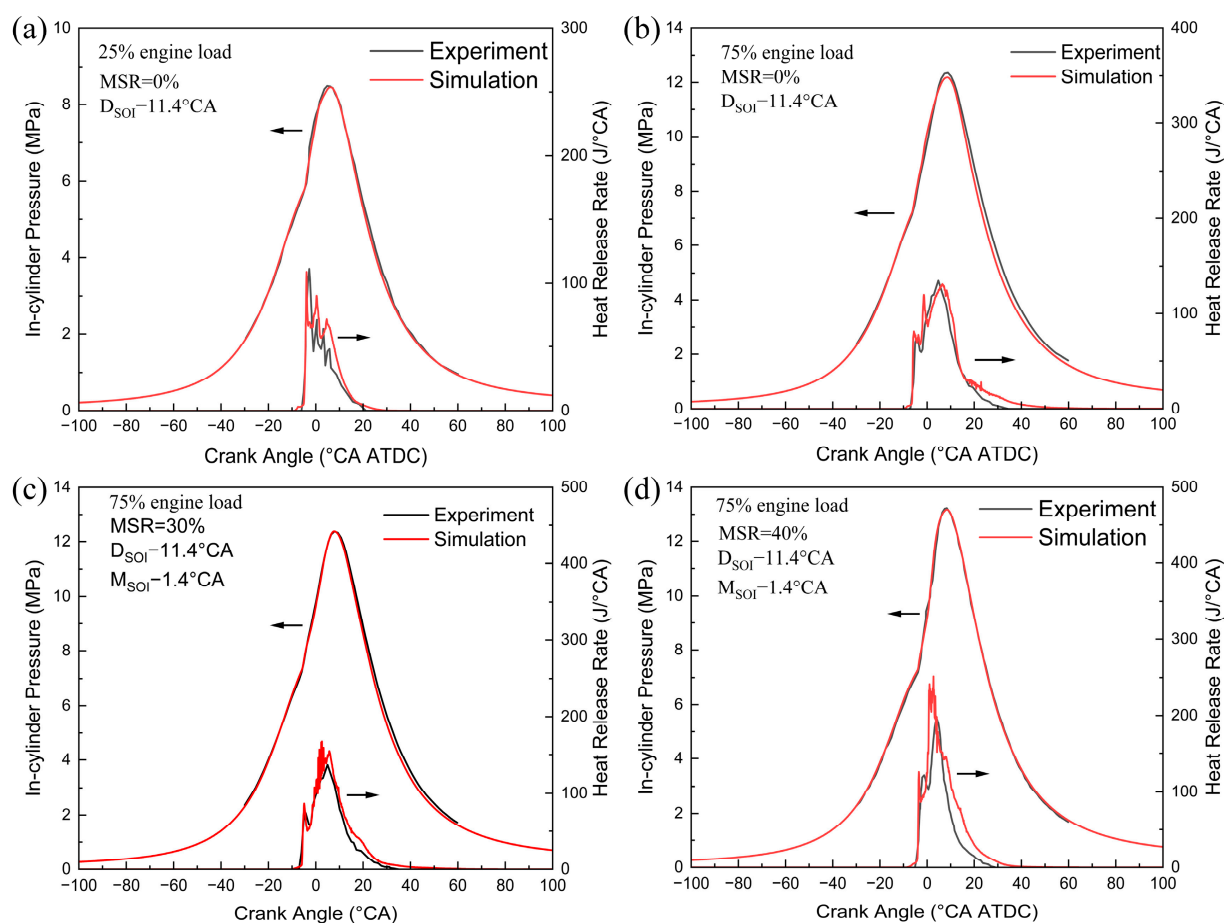 (a)
25% engine load
MSR=0%
D_SOI−11.4°CA
Experiment
Simulation
In-cylinder Pressure (MPa)
10
8
6
4
2
0
Heat Release Rate (J/°CA)
300
200
100
0
−100 −80 −60 −40 −20 0 20 40 60 80 100
Crank Angle (°CA ATDC)
(b)
75% engine load
MSR=0%
D_SOI−11.4°CA
Experiment
Simulation
In-cylinder Pressure (MPa)
14
12
10
8
6
4
2
0
Heat Release Rate (J/°CA)
400
300
200
100
0
−100 −80 −60 −40 −20 0 20 40 60 80 100
Crank Angle (°CA ATDC)
(c)
75% engine load
MSR=30%
D_SOI−11.4°CA
M_SOI−1.4°CA
Experiment
Simulation
In-cylinder Pressure (MPa)
14
12
10
8
6
4
2
0
Heat Release Rate (J/°CA)
500
400
300
200
100
0
−100 −80 −60 −40 −20 0 20 40 60 80 100
Crank Angle (°CA)
(d)
75% engine load
MSR=40%
D_SOI−11.4°CA
M_SOI−1.4°CA
Experiment
Simulation
In-cylinder Pressure (MPa)
14
12
10
8
6
4
2
0
Heat Release Rate (J/°CA)
500
400
300
200
100
0
−100 −80 −60 −40 −20 0 20 40 60 80 100
Crank Angle (°CA ATDC)